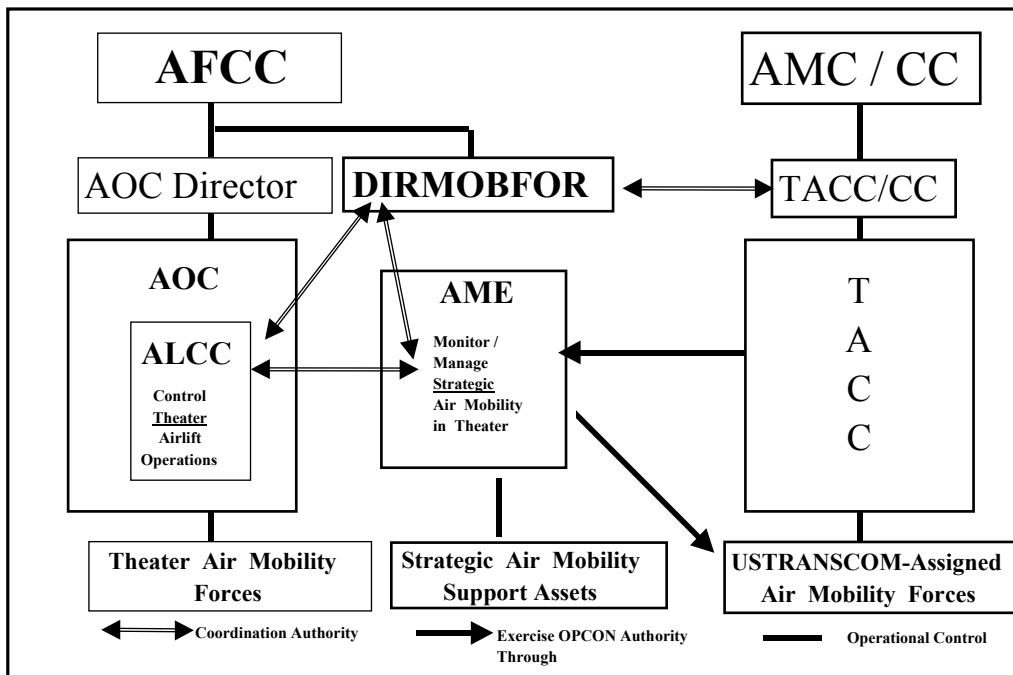 AFCC
AMC / CC
AOC Director
DIRMOBFOR
TACC/CC
AOC
ALCC
Control
Theater
Airlift
Operations
AME
Monitor /
Manage
Strategic
Air Mobility
in Theater
T
A
C
C
Theater Air Mobility
Forces
Strategic Air Mobility
Support Assets
USTRANSCOM-Assigned
Air Mobility Forces
Coordination Authority
Exercise OPCON Authority
Through
Operational Control